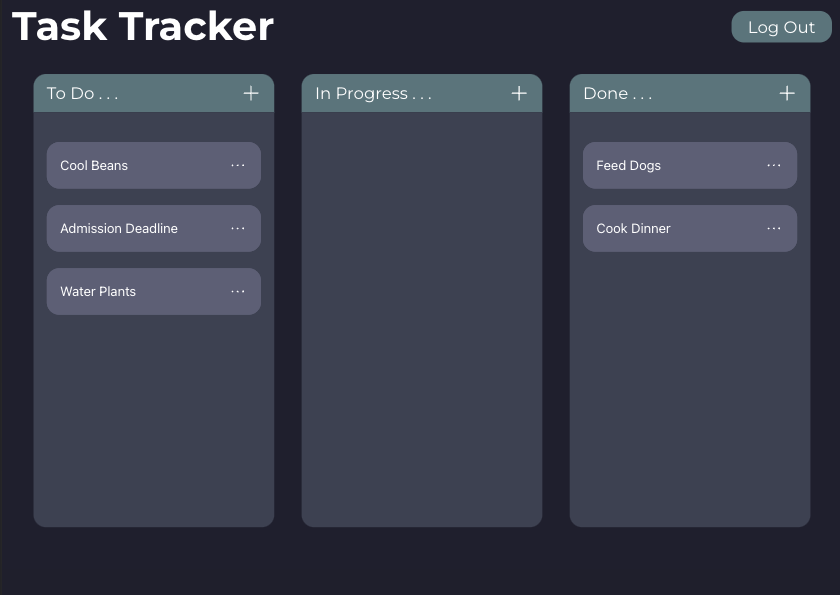 Task Tracker
Log Out
To Do . . .
In Progress . . .
Done . . .
Cool Beans ...
Admission Deadline ...
Water Plants ...
Feed Dogs ...
Cook Dinner ...